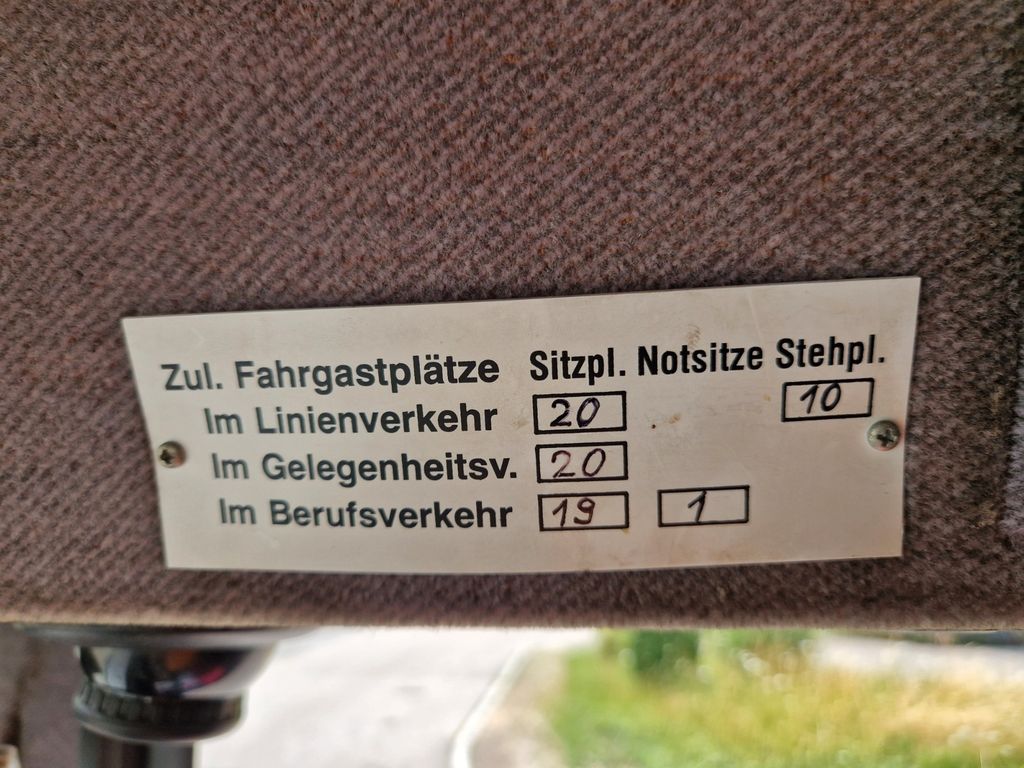 Zul. Fahrgastplätze Sitzpl. Notsitze Stehpl.
Im Linienverkehr 20 10
Im Gelegenheitsv. 20
Im Berufsverkehr 19 1